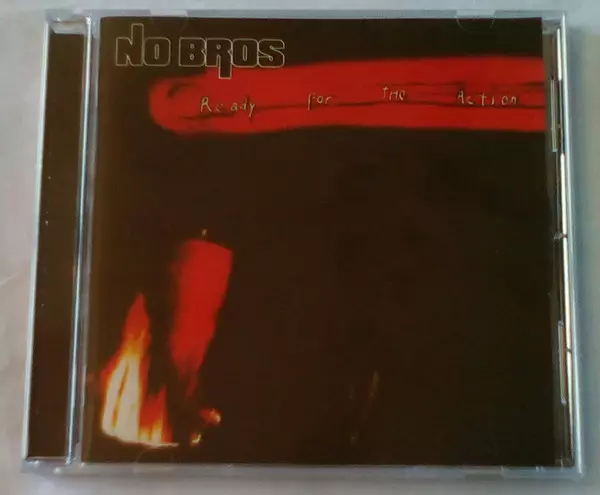 NO BROS
Ready for THe Action